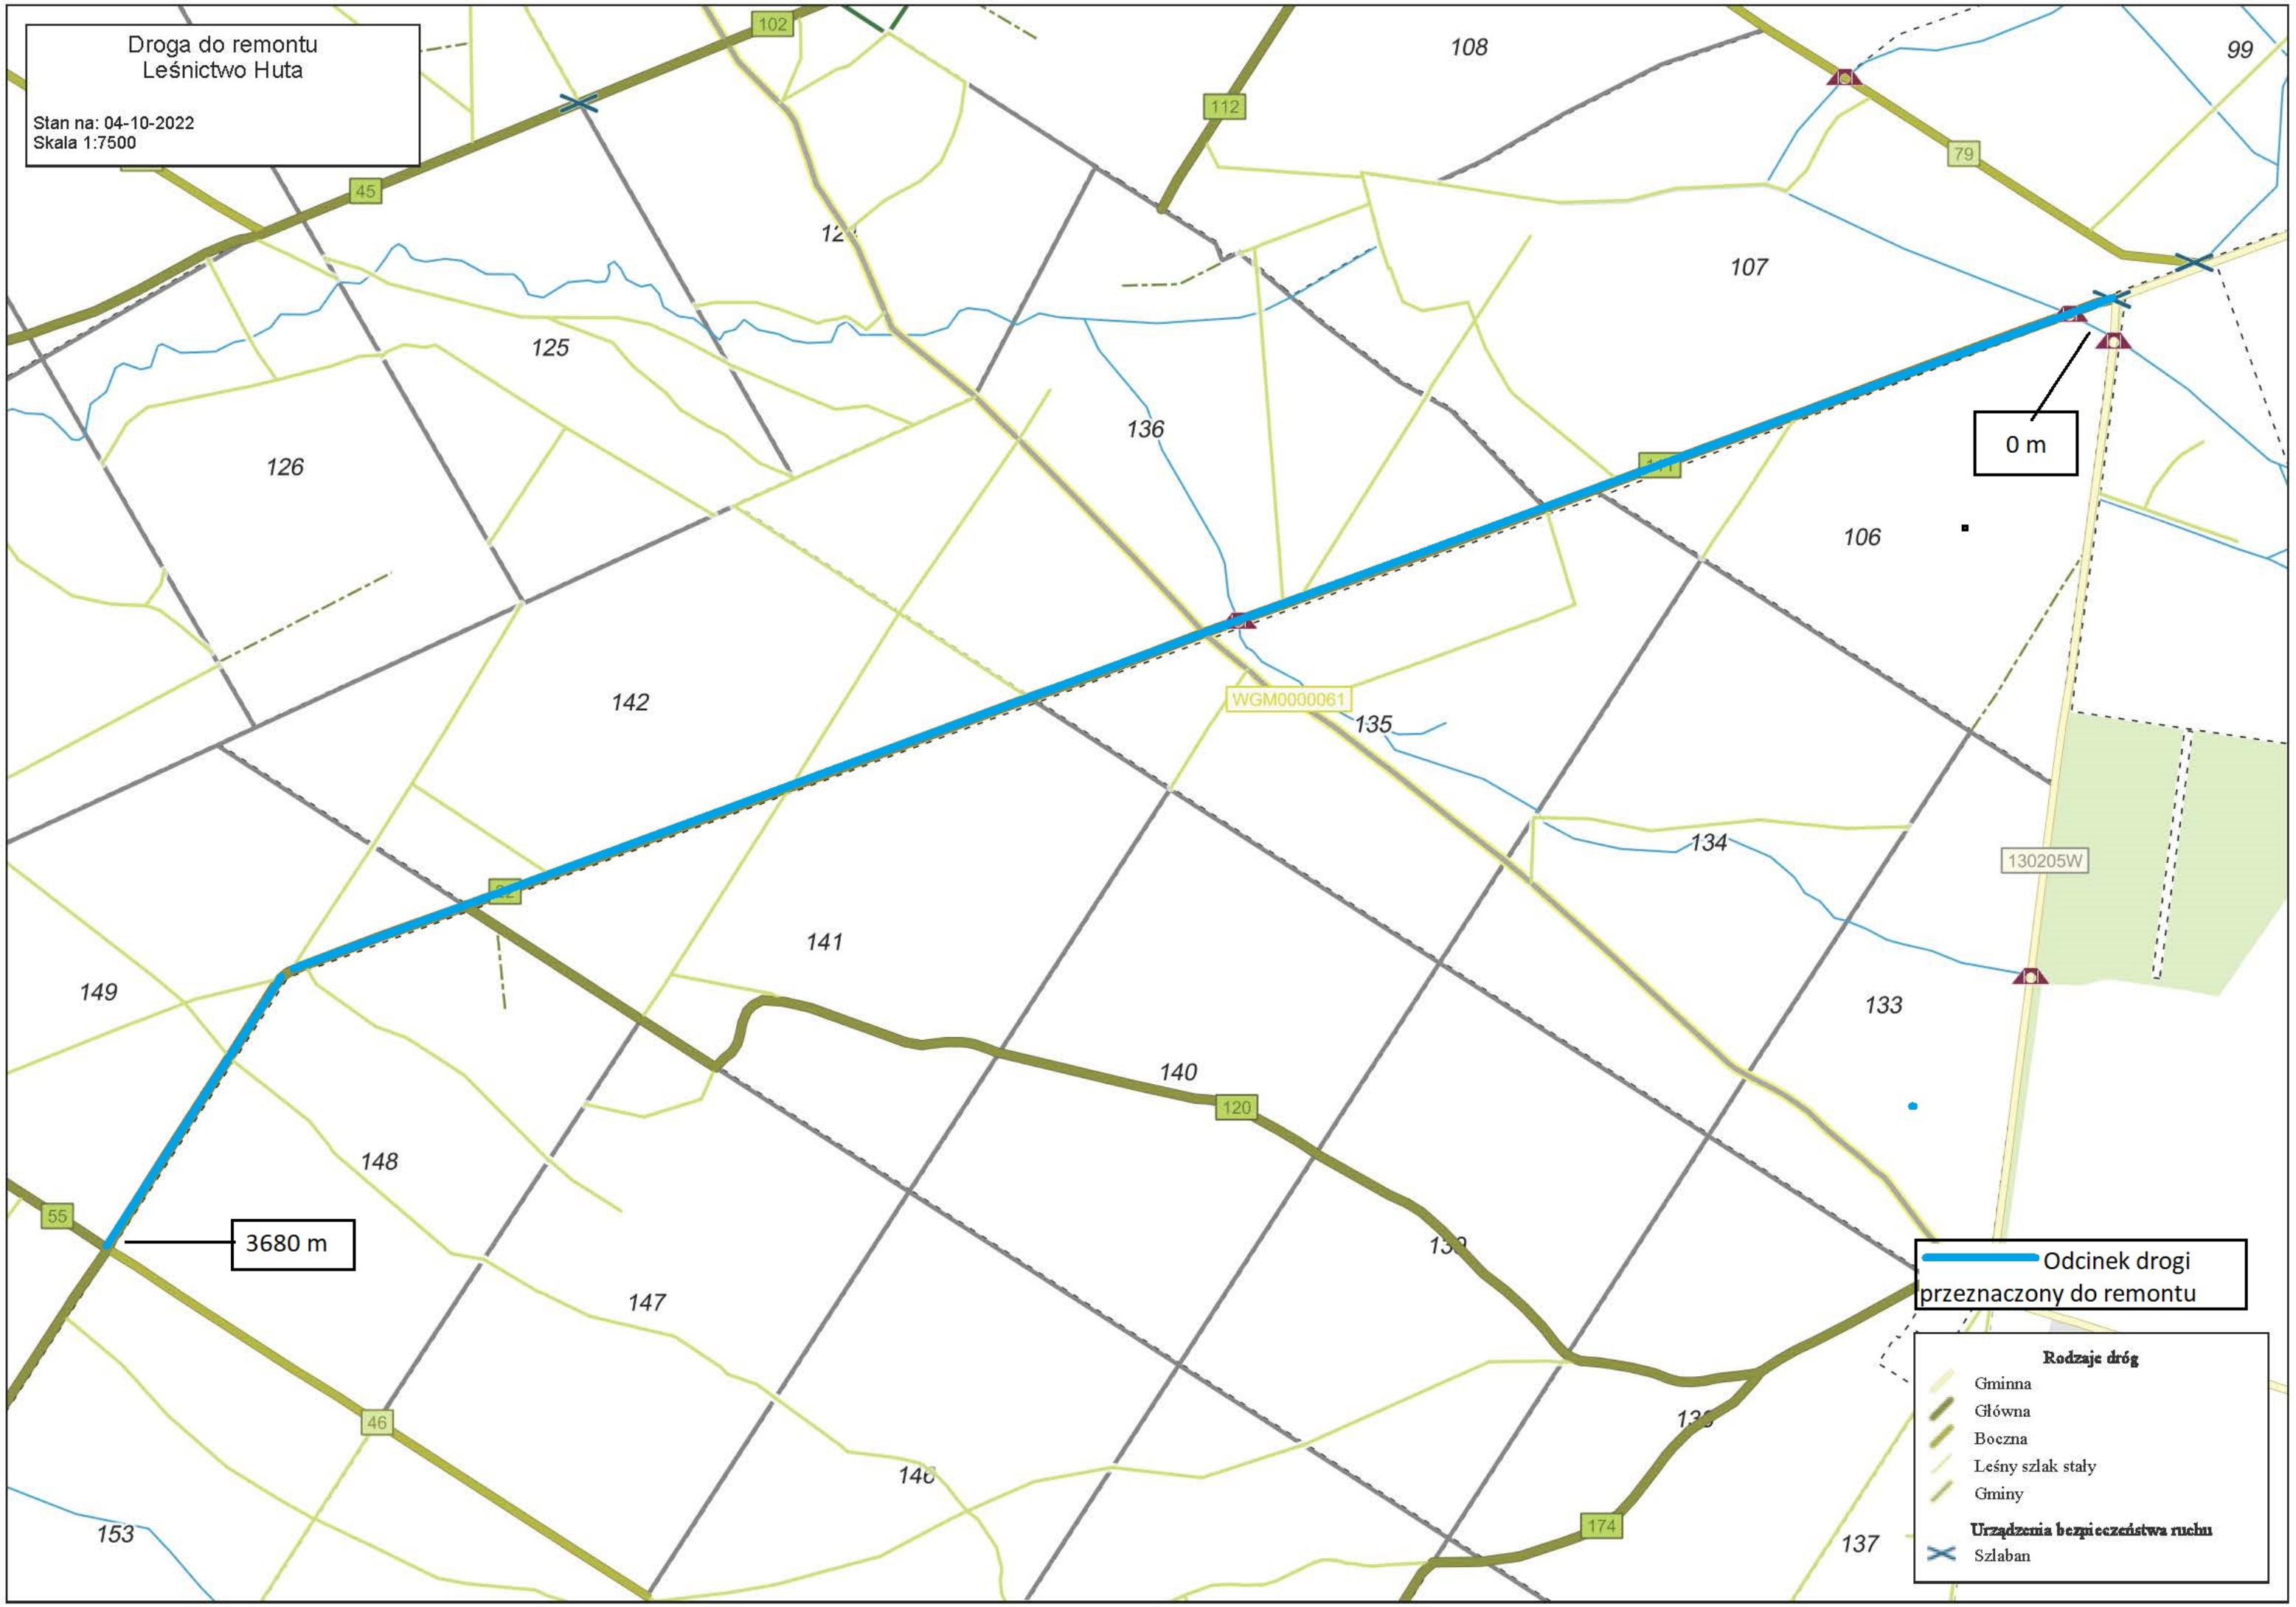 Droga do remontu
Leśnictwo Huta
Stan na: 04-10-2022
Skala 1:7500
102
108
99
112
79
45
107
125
136
126
0 m
106
142
WGM0000061
135
134
130205W
141
149
133
140
120
148
55
3680 m
139
Odcinek drogi
przeznaczony do remontu
147
Rodzaje dróg
Gminna
Główna
Boczna
Leśny szlak stały
Gminy
Urządzenia bezpieczeństwa ruchu
Szlaban
46
146
174
153
137